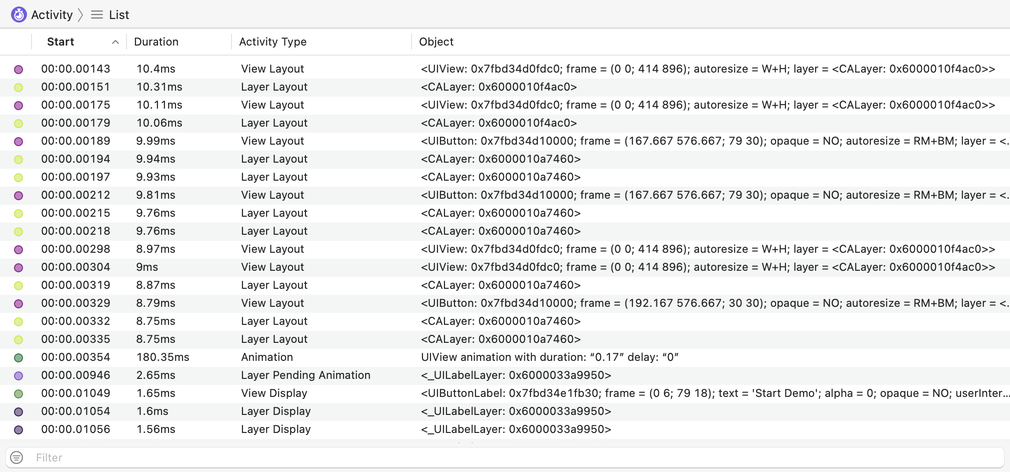 Activity List
Start Duration Activity Type Object
00:00.00143 10.4ms View Layout <UIView: 0x7fbd34d0fdc0; frame = (0 0; 414 896); autoresize = W+H; layer = <CALayer: 0x6000010f4ac0>>
00:00.00151 10.31ms Layer Layout <CALayer: 0x6000010f4ac0>
00:00.00175 10.11ms View Layout <UIView: 0x7fbd34d0fdc0; frame = (0 0; 414 896); autoresize = W+H; layer = <CALayer: 0x6000010f4ac0>>
00:00.00179 10.06ms Layer Layout <CALayer: 0x6000010f4ac0>
00:00.00189 9.99ms View Layout <UIButton: 0x7fbd34d10000; frame = (167.667 576.667; 79 30); opaque = NO; autoresize = RM+BM; layer = <...
00:00.00194 9.94ms Layer Layout <CALayer: 0x6000010a7460>
00:00.00197 9.93ms Layer Layout <CALayer: 0x6000010a7460>
00:00.00212 9.81ms View Layout <UIButton: 0x7fbd34d10000; frame = (167.667 576.667; 79 30); opaque = NO; autoresize = RM+BM; layer = <...
00:00.00215 9.76ms Layer Layout <CALayer: 0x6000010a7460>
00:00.00218 9.76ms Layer Layout <CALayer: 0x6000010a7460>
00:00.00298 8.97ms View Layout <UIView: 0x7fbd34d0fdc0; frame = (0 0; 414 896); autoresize = W+H; layer = <CALayer: 0x6000010f4ac0>>
00:00.00304 9ms View Layout <UIView: 0x7fbd34d0fdc0; frame = (0 0; 414 896); autoresize = W+H; layer = <CALayer: 0x6000010f4ac0>>
00:00.00319 8.87ms Layer Layout <CALayer: 0x6000010a7460>
00:00.00329 8.79ms View Layout <UIButton: 0x7fbd34d10000; frame = (192.167 576.667; 30 30); opaque = NO; autoresize = RM+BM; layer = <...
00:00.00332 8.75ms Layer Layout <CALayer: 0x6000010a7460>
00:00.00335 8.75ms Layer Layout <CALayer: 0x6000010a7460>
00:00.00354 180.35ms Animation UIView animation with duration: “0.17” delay: “0”
00:00.00946 2.65ms Layer Pending Animation <_UILabelLayer: 0x6000033a9950>
00:00.01049 1.65ms View Display <UIButtonLabel: 0x7fbd34e1fb30; frame = (0 6; 79 18); text = 'Start Demo'; alpha = 0; opaque = NO; userInter...
00:00.01054 1.6ms Layer Display <_UILabelLayer: 0x6000033a9950>
00:00.01056 1.56ms Layer Display <_UILabelLayer: 0x6000033a9950>
Filter